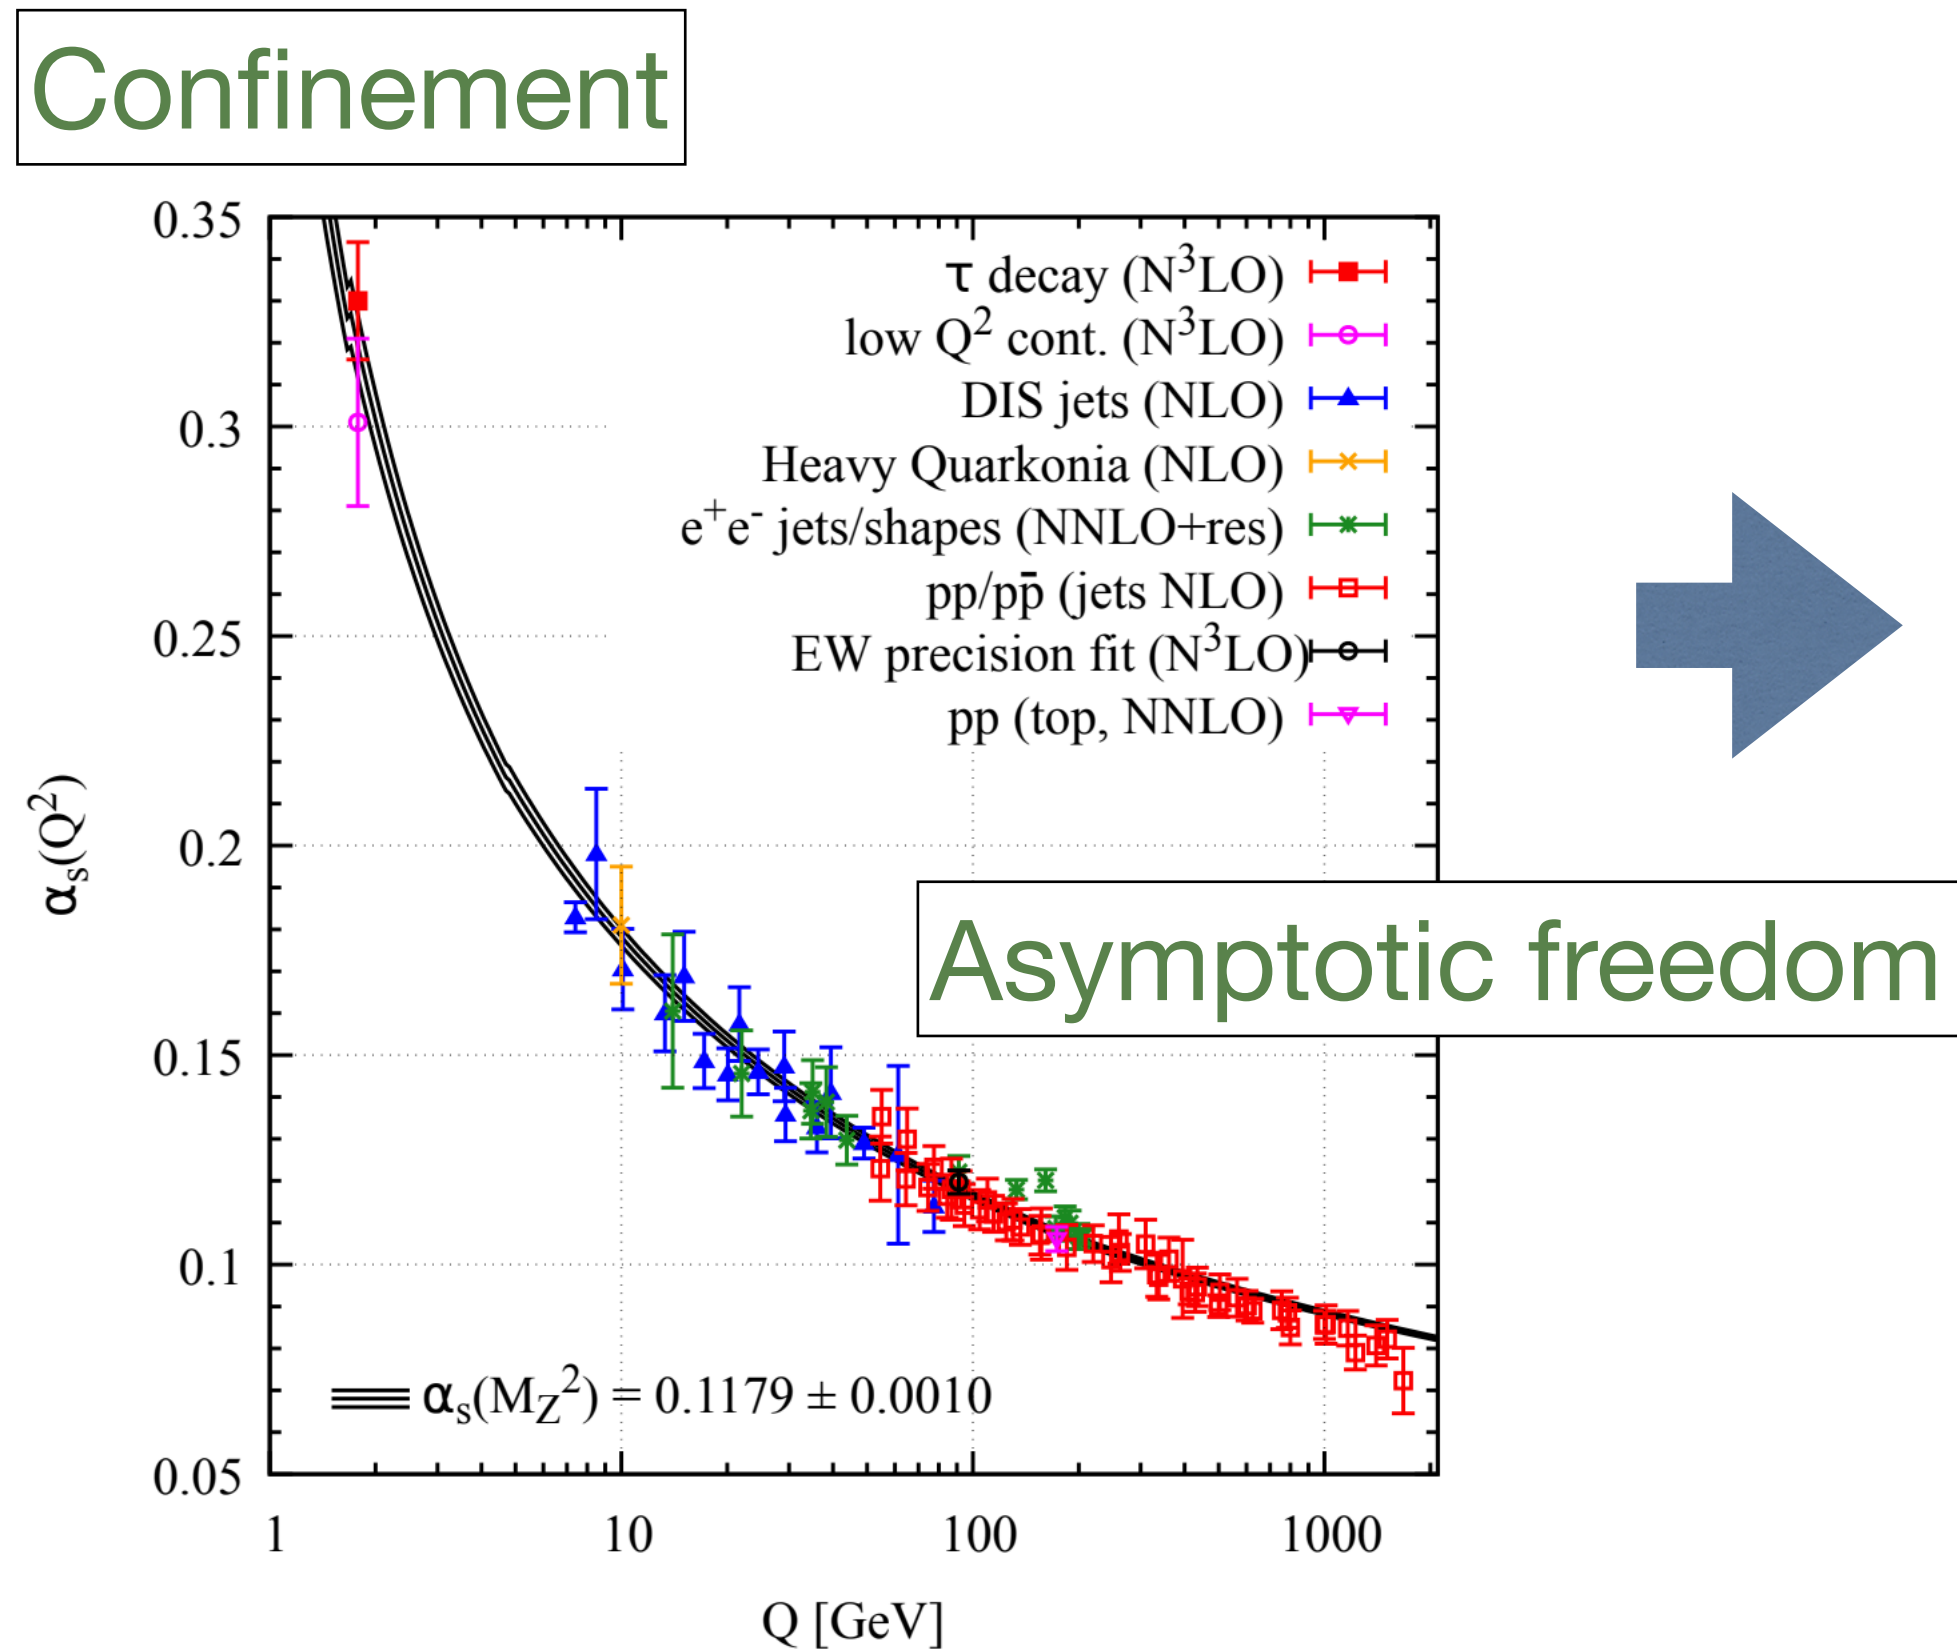 Confinement
0.35
0.3
0.25
0.2
0.15
0.1
0.05
αs(Q²)
τ decay (N³LO)
low Q² cont. (N³LO)
DIS jets (NLO)
Heavy Quarkonia (NLO)
e⁺e⁻ jets/shapes (NNLO+res)
pp/pp̄ (jets NLO)
EW precision fit (N³LO)
pp (top, NNLO)
Asymptotic freedom
αs(M_Z²) = 0.1179 ± 0.0010
1 10 100 1000
Q [GeV]